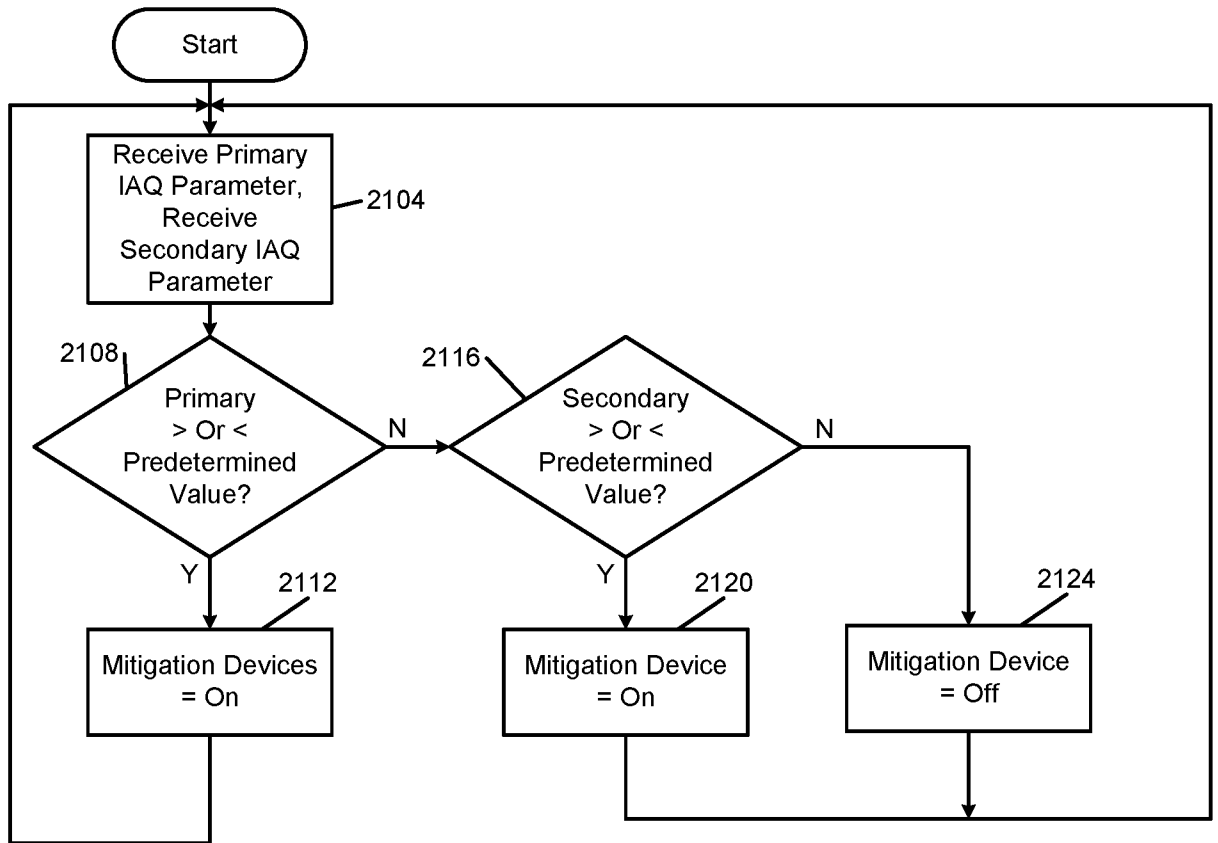 Start
Receive Primary
IAQ Parameter,
Receive
Secondary IAQ
Parameter
2104
2108
Primary
> Or <
Predetermined
Value?
N
Y
2116
Secondary
> Or <
Predetermined
Value?
N
Y
2112
Mitigation Devices
= On
2120
Mitigation Device
= On
2124
Mitigation Device
= Off